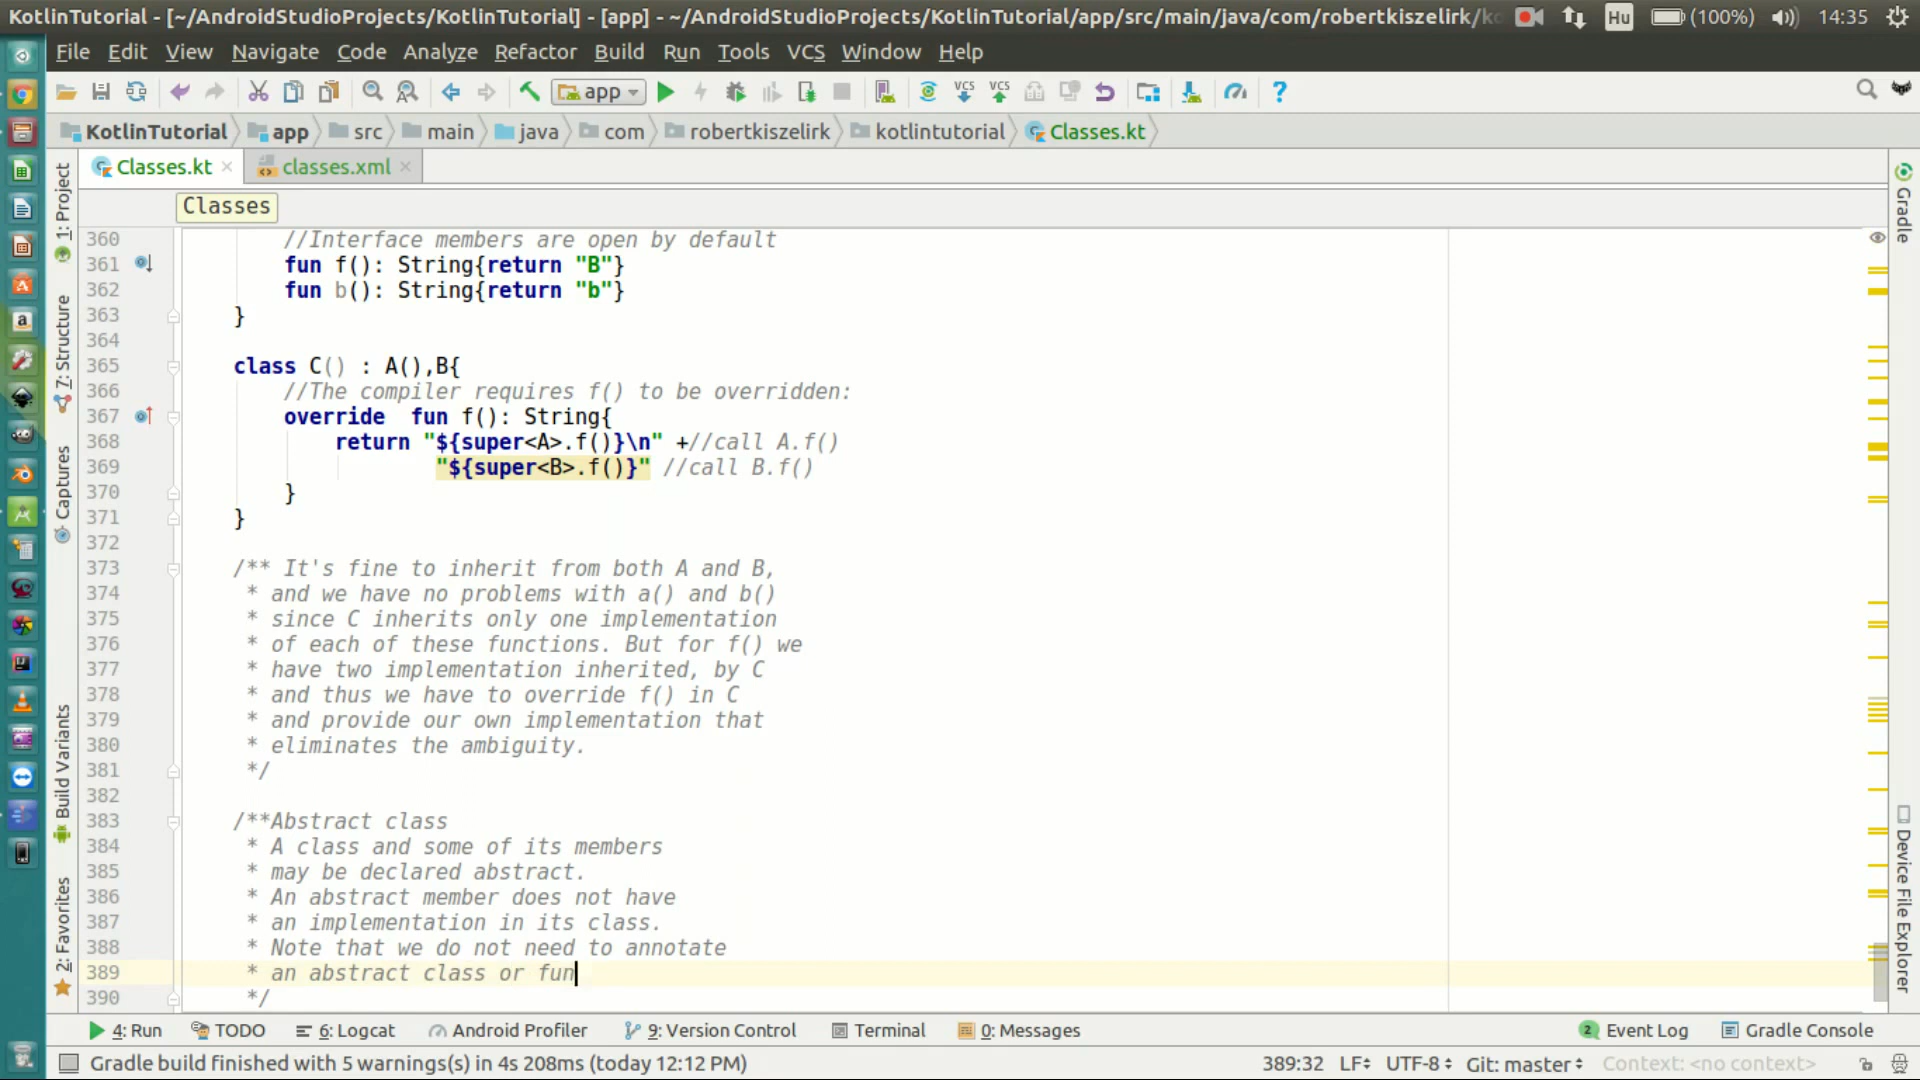 KotlinTutorial - [~/AndroidStudioProjects/KotlinTutorial] - [app] - ~/AndroidStudioProjects/KotlinTutorial/app/src/main/java/com/robertkiszelirk/ Hu (100%) 14:35
File Edit View Navigate Code Analyze Refactor Build Run Tools VCS Window Help
app VCS VCS ?
KotlinTutorial app src main java com robertkiszelirk kotlintutorial Classes.kt
Classes.kt classes.xml
Classes
360 //Interface members are open by default
361 fun f(): String{return "B"}
362 fun b(): String{return "b"}
363 }
364
365 class C() : A(),B{
366 //The compiler requires f() to be overridden:
367 override  fun f(): String{
368 return "${super<A>.f()}\n" +//call A.f()
369 "${super<B>.f()}" //call B.f()
370 }
371 }
372
373 /** It's fine to inherit from both A and B,
374 * and we have no problems with a() and b()
375 * since C inherits only one implementation
376 * of each of these functions. But for f() we
377 * have two implementation inherited, by C
378 * and thus we have to override f() in C
379 * and provide our own implementation that
380 * eliminates the ambiguity.
381 */
382
383 /**Abstract class
384 * A class and some of its members
385 * may be declared abstract.
386 * An abstract member does not have
387 * an implementation in its class.
388 * Note that we do not need to annotate
389 * an abstract class or fun
390 */
1: Project
7: Structure
Captures
Build Variants
2: Favorites
Gradle
Device File Explorer
4: Run TODO 6: Logcat Android Profiler 9: Version Control Terminal 0: Messages 2 Event Log Gradle Console
Gradle build finished with 5 warnings(s) in 4s 208ms (today 12:12 PM) 389:32 LF UTF-8 Git: master Context: <no context>